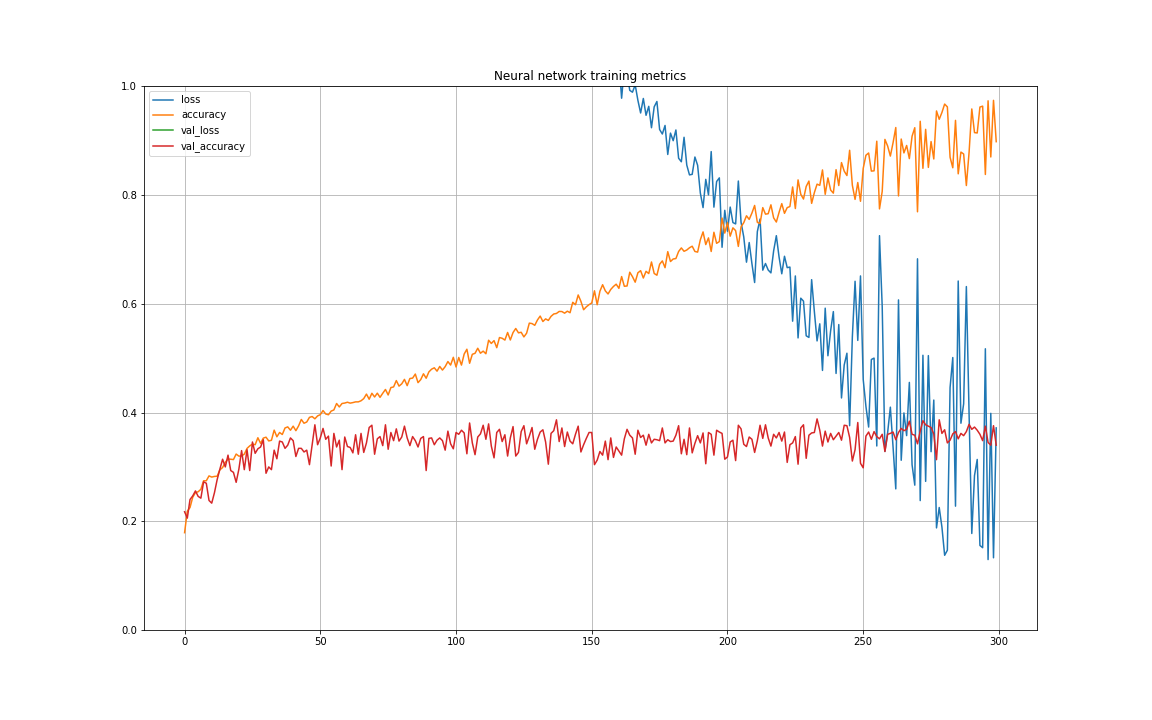 Neural network training metrics
1.0
loss
accuracy
val_loss
val_accuracy
0.8
0.6
0.4
0.2
0.0
0 50 100 150 200 250 300